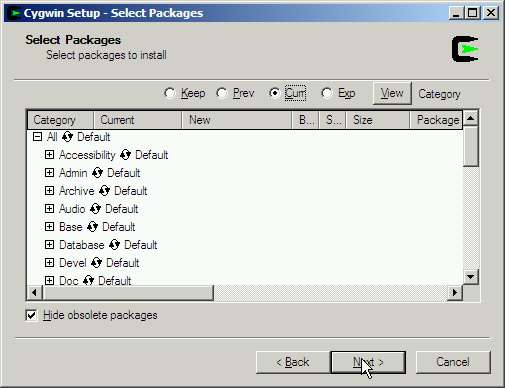 Cygwin Setup - Select Packages
Select Packages
Select packages to install
Keep Prev Curr Exp View Category
Category Current New B... S... Size Package
All Default
Accessibility Default
Admin Default
Archive Default
Audio Default
Base Default
Database Default
Devel Default
Doc Default
Hide obsolete packages
< Back Next > Cancel